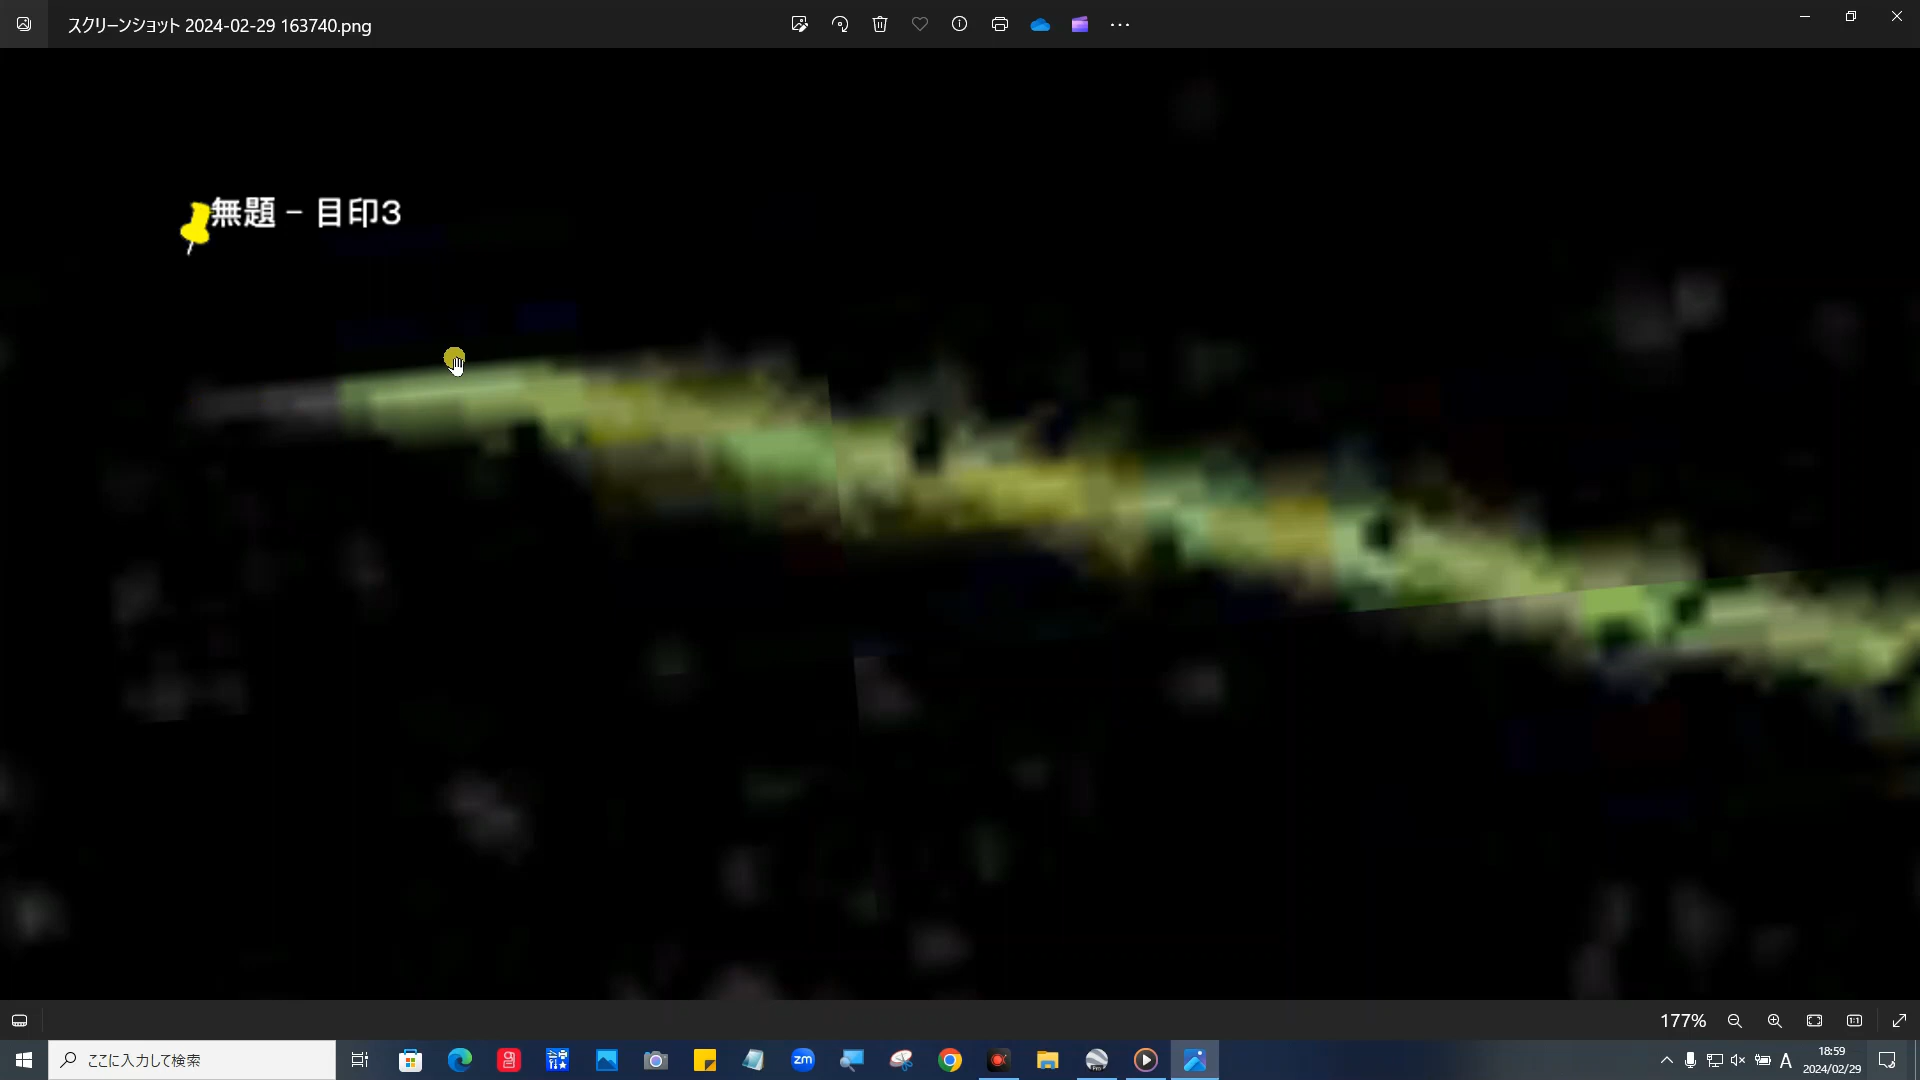 スクリーンショット 2024-02-29 163740.png
無題 - 目印3
177%
ここに入力して検索
zm
A
18:59
2024/02/29